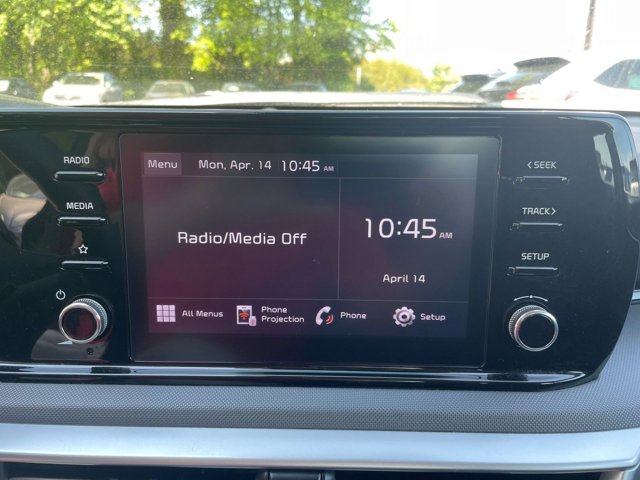 RADIO
MEDIA
Menu Mon, Apr. 14 10:45 AM
Radio/Media Off
10:45 AM
April 14
All Menus
Phone
Projection
Phone
Setup
< SEEK
TRACK >
SETUP